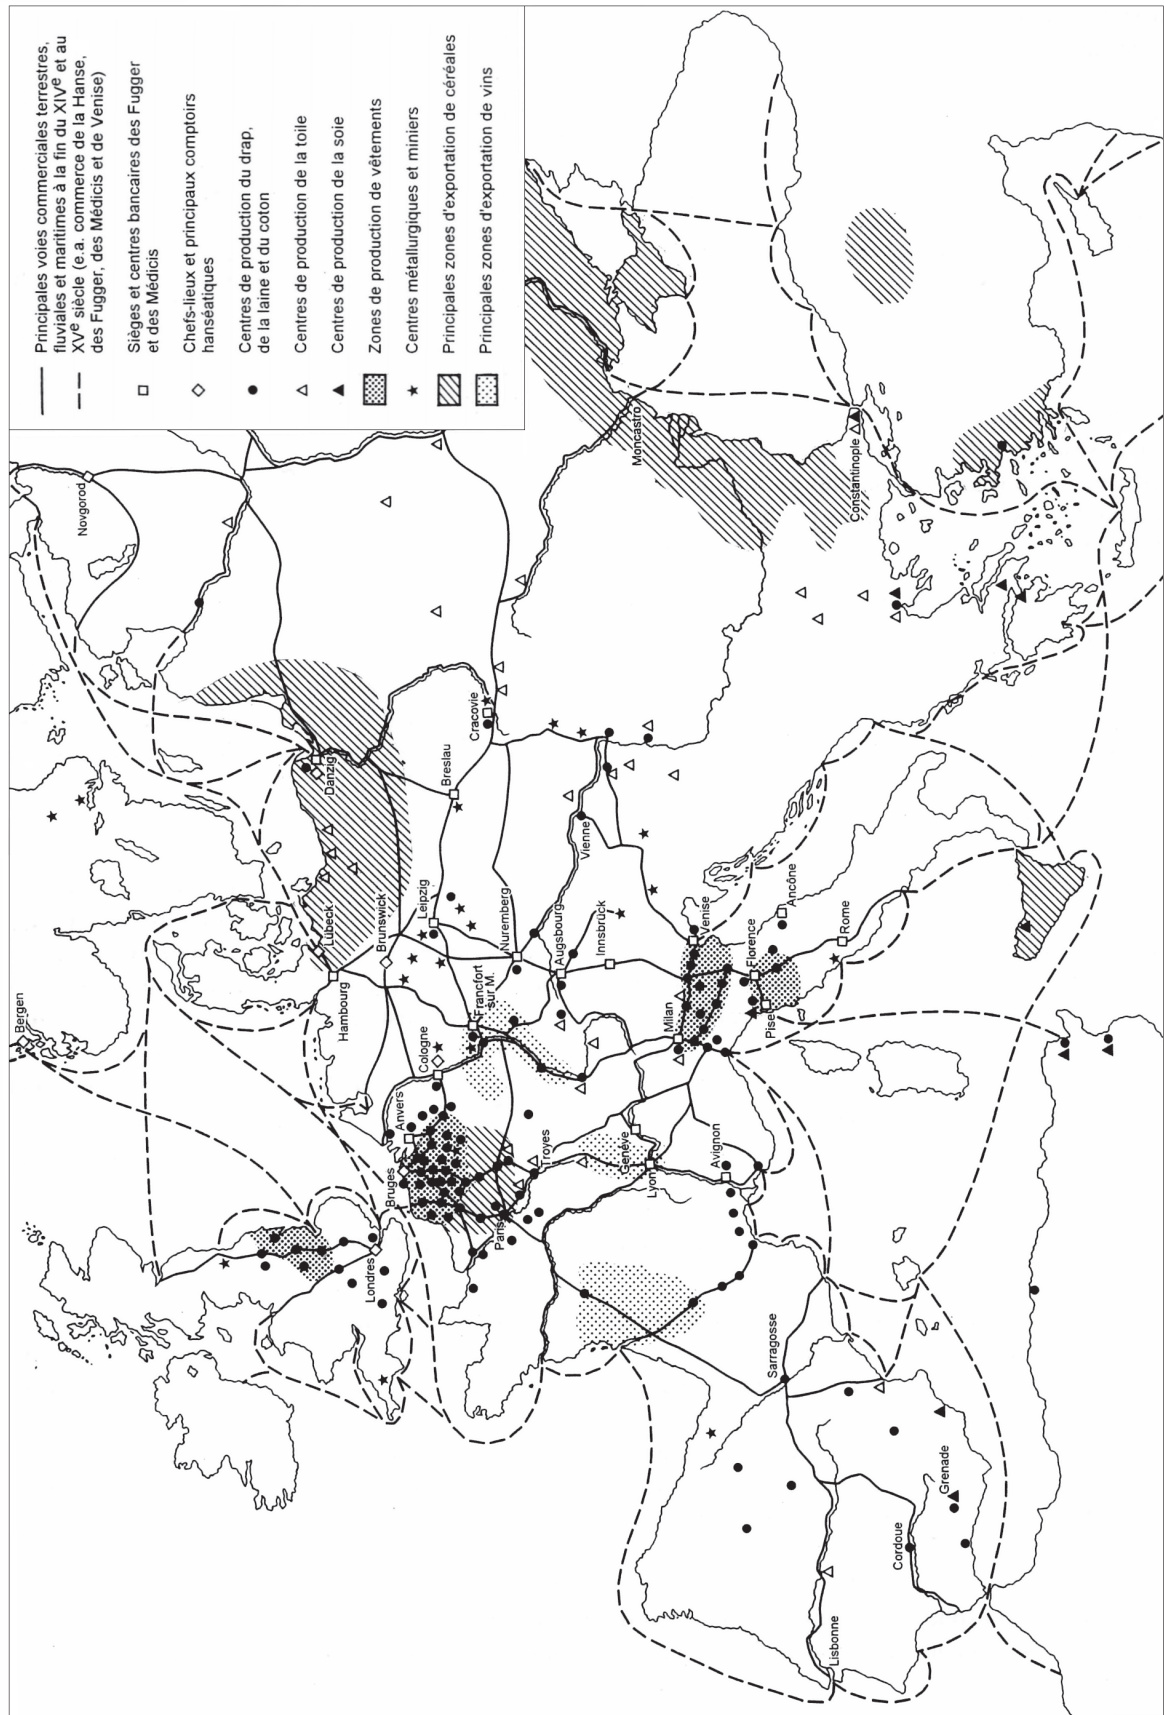 Principales voies commerciales terrestres,
fluviales et maritimes à la fin du XIVe et au
XVe siècle (e.a. commerce de la Hanse,
des Fugger, des Médicis et de Venise)
Sièges et centres bancaires des Fugger
et des Médicis
Chefs-lieux et principaux comptoirs
hanséatiques
Centres de production du drap,
de la laine et du coton
Centres de production de la toile
Centres de production de la soie
Zones de production de vêtements
Centres métallurgiques et miniers
Principales zones d'exportation de céréales
Principales zones d'exportation de vins
Bergen
Novgorod
Londres
Hambourg
Lübeck
Danzig
Brunswick
Bruges
Anvers
Cologne
Leipzig
Breslau
Cracovie
Francfort
sur M.
Nuremberg
Paris
Troyes
Augsbourg
Vienne
Innsbrück
Moncastro
Genève
Lyon
Milan
Venise
Avignon
Pise
Florence
Ancône
Rome
Constantinople
Sarragosse
Lisbonne
Cordoue
Grenade